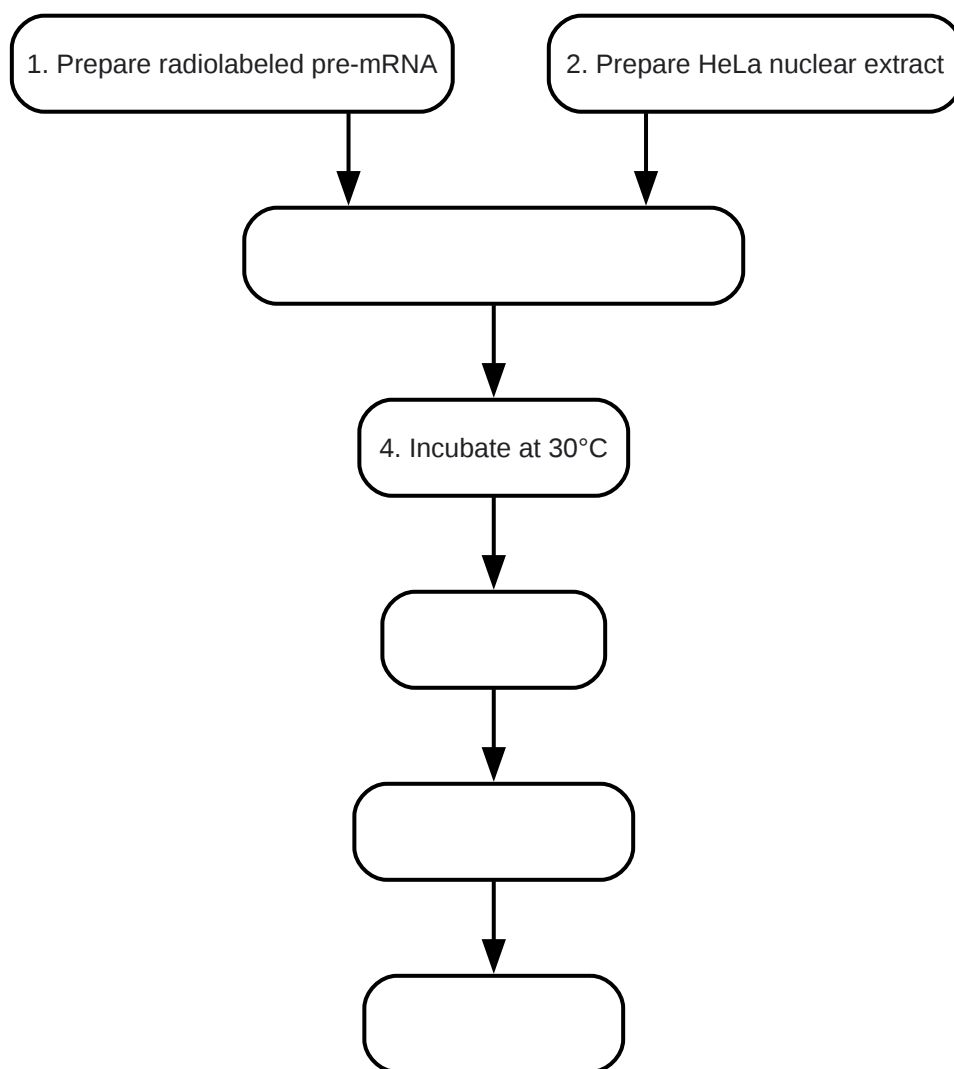 1. Prepare radiolabeled pre-mRNA
2. Prepare HeLa nuclear extract
4. Incubate at 30°C